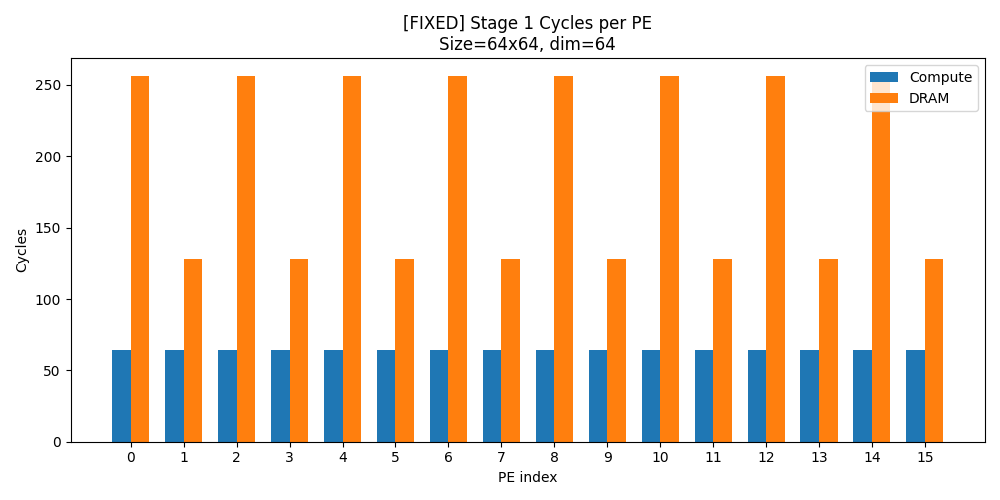 [FIXED] Stage 1 Cycles per PE
Size=64x64, dim=64
Compute
DRAM
Cycles
250
200
150
100
50
0
0 1 2 3 4 5 6 7 8 9 10 11 12 13 14 15
PE index